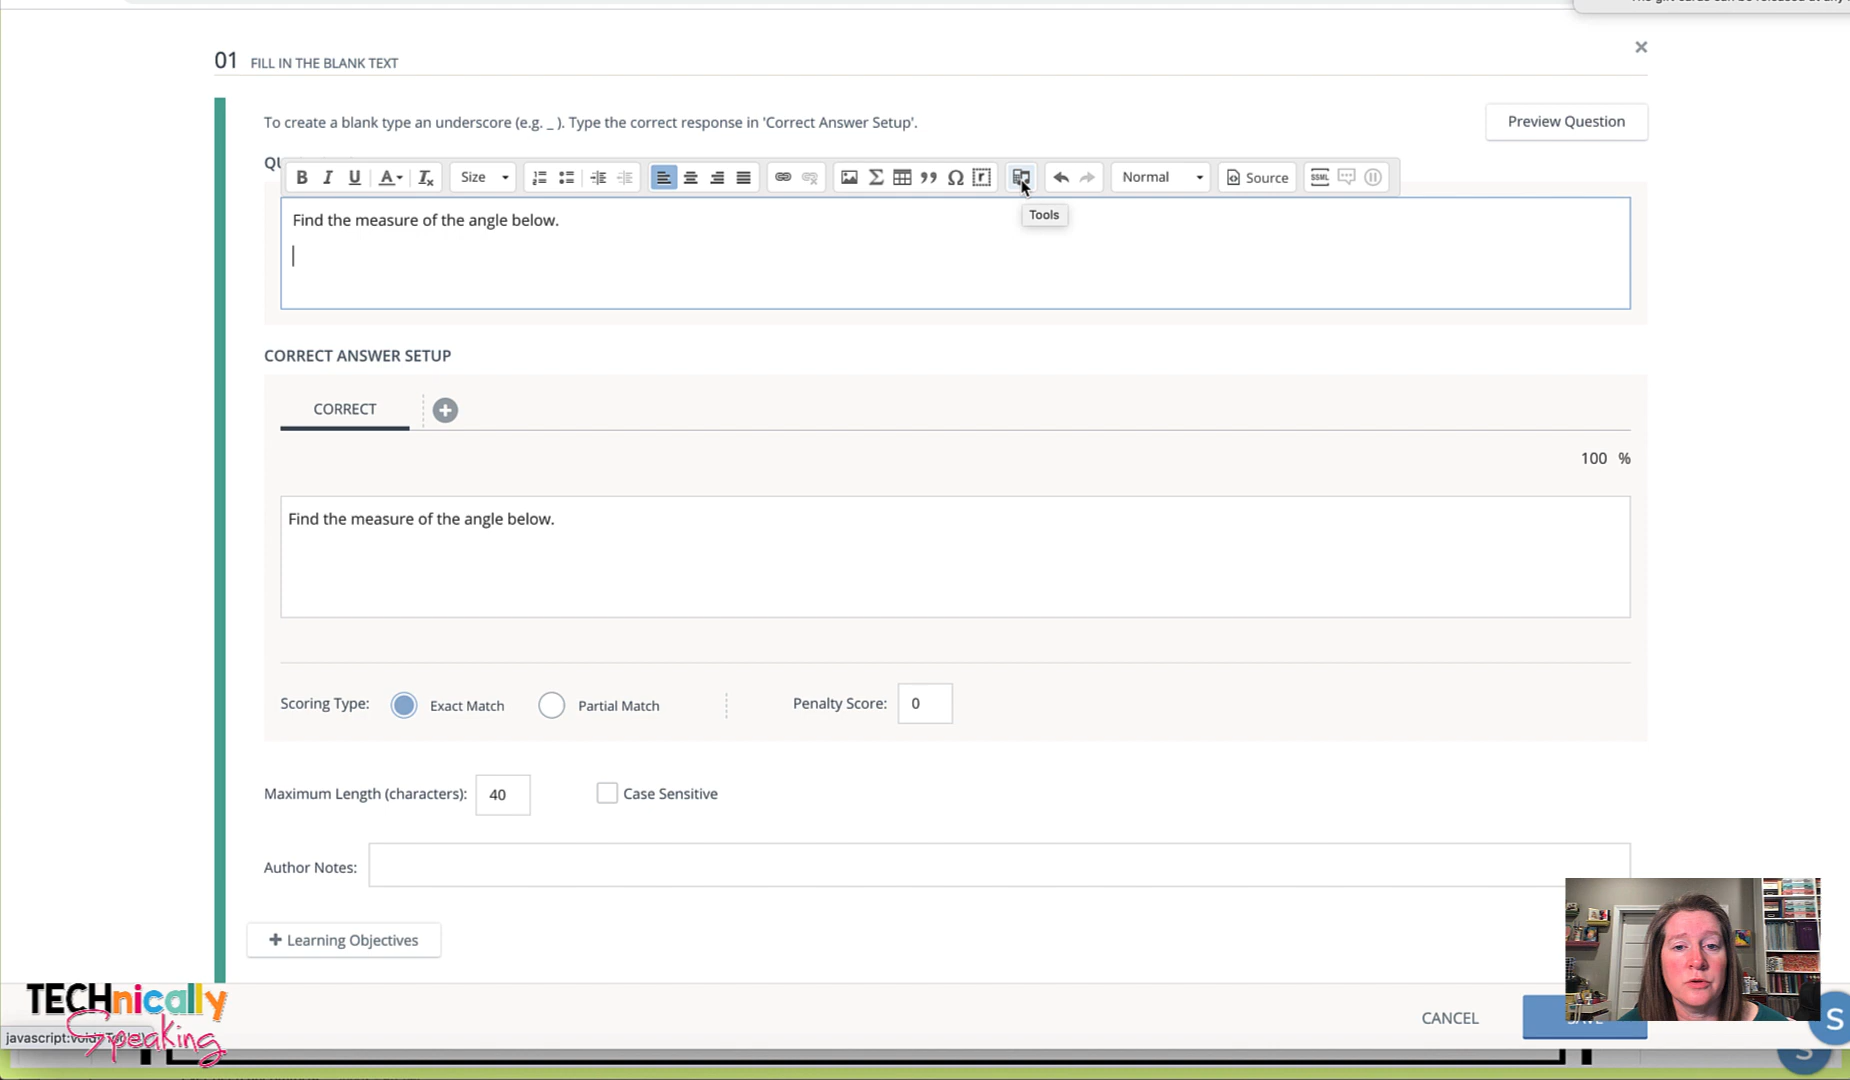 01 FILL IN THE BLANK TEXT
To create a blank type an underscore (e.g. _ ). Type the correct response in 'Correct Answer Setup'.
Preview Question
B I U A Size Normal Source SSML
Find the measure of the angle below.
Tools
CORRECT ANSWER SETUP
CORRECT
100 %
Find the measure of the angle below.
Scoring Type: Exact Match Partial Match Penalty Score: 0
Maximum Length (characters): 40 Case Sensitive
Author Notes:
+ Learning Objectives
CANCEL
TECHnically
Speaking
S
S